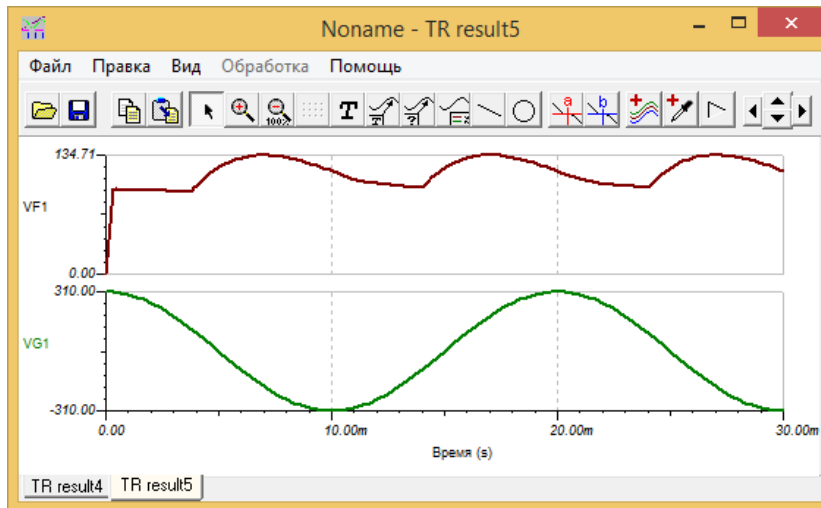 Noname - TR result5
Файл Правка Вид Обработка Помощь
100%
T
T
?
a
b
134.71
VF1
0.00
310.00
VG1
-310.00
0.00 10.00m 20.00m 30.00m
Время (s)
TR result4 TR result5